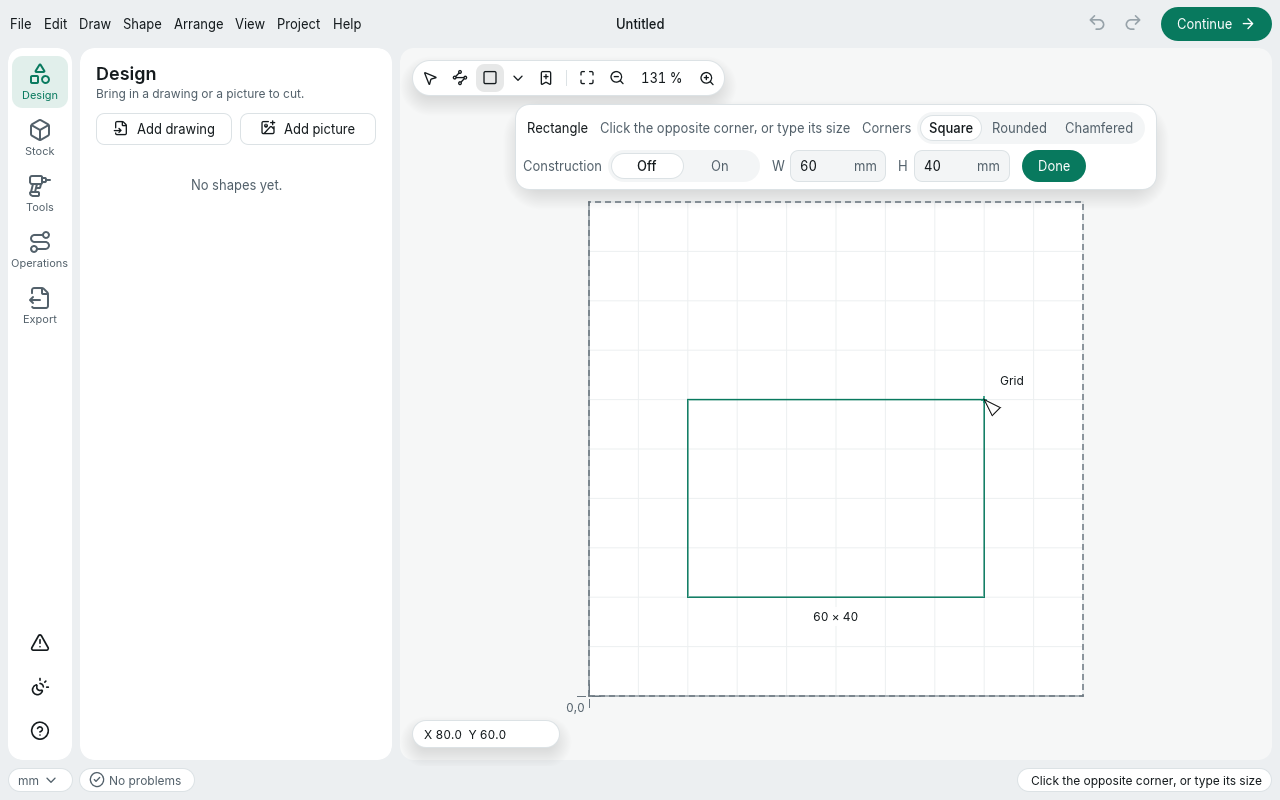 File Edit Draw Shape Arrange View Project Help
Untitled
Continue
Design
Stock
Tools
Operations
Export
Design
Bring in a drawing or a picture to cut.
Add drawing
Add picture
No shapes yet.
131 %
Rectangle Click the opposite corner, or type its size Corners Square Rounded Chamfered
Construction Off On W 60 mm H 40 mm Done
Grid
60 × 40
0,0
X 80.0 Y 60.0
mm
No problems
Click the opposite corner, or type its size